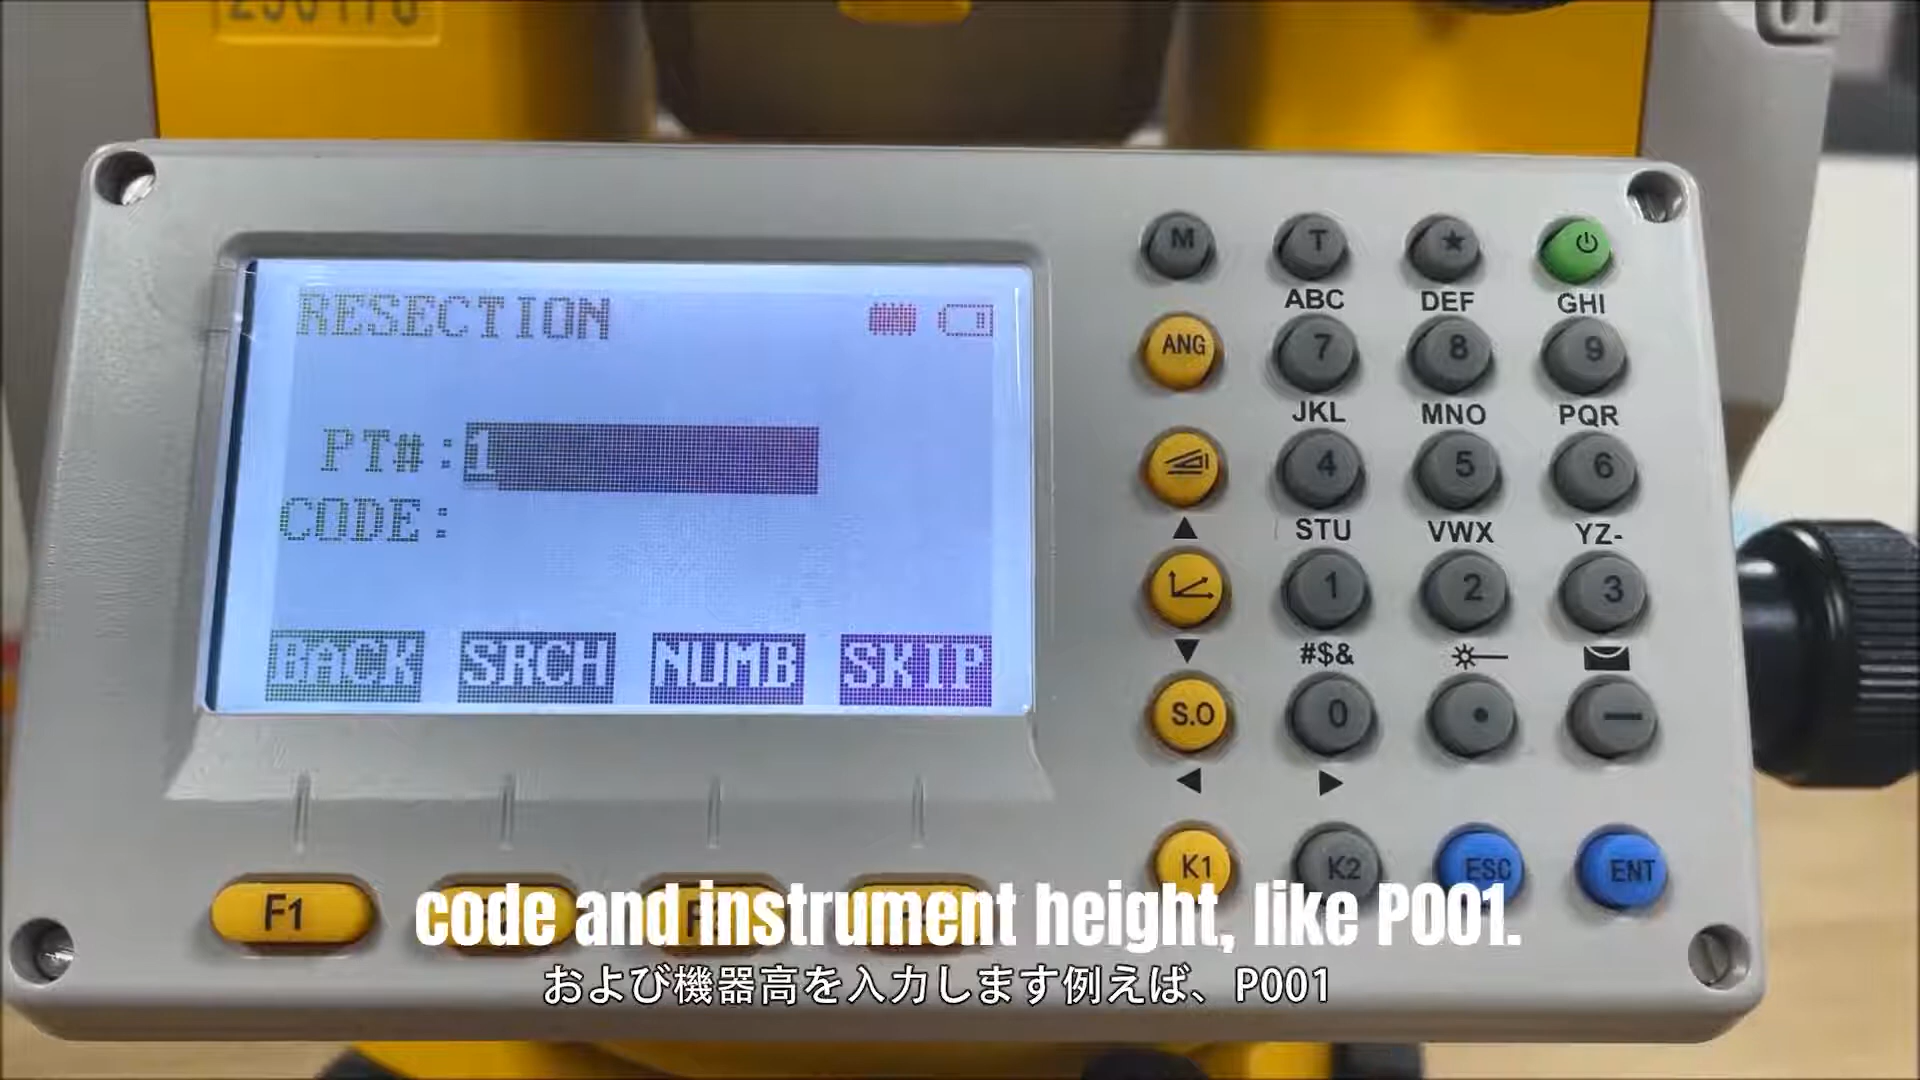 RESECTION
PT#:1
CODE:
BACK SRCH NUMB SKIP
M T ★
ABC DEF GHI
ANG 7 8 9
JKL MNO PQR
4 5 6
STU VWX YZ-
1 2 3
#$&
S.O 0 • —
K1 K2 ESC ENT
F1
code and instrument height, like P001.
および機器高を入力します例えば、P001